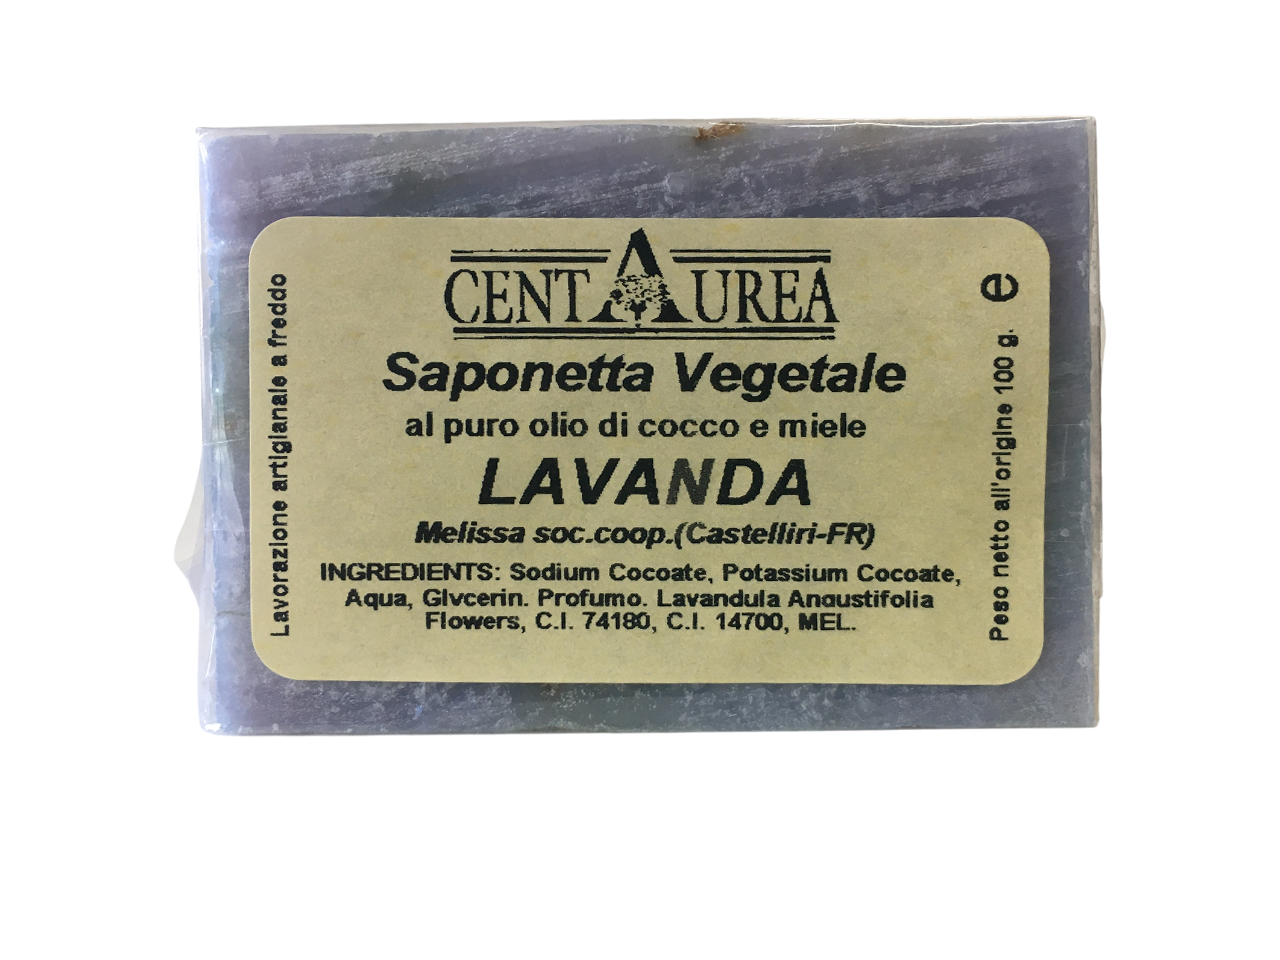 CENTAUREA
Saponetta Vegetale
al puro olio di cocco e miele
LAVANDA
Melissa soc.coop.(Castelliri-FR)
INGREDIENTS: Sodium Cocoate, Potassium Cocoate,
Aqua, Glycerin, Profumo, Lavandula Angustifolia
Flowers, C.I. 74180, C.I. 14700, MEL.
Lavorazione artigianale a freddo
Peso netto all'origine 100 g. e